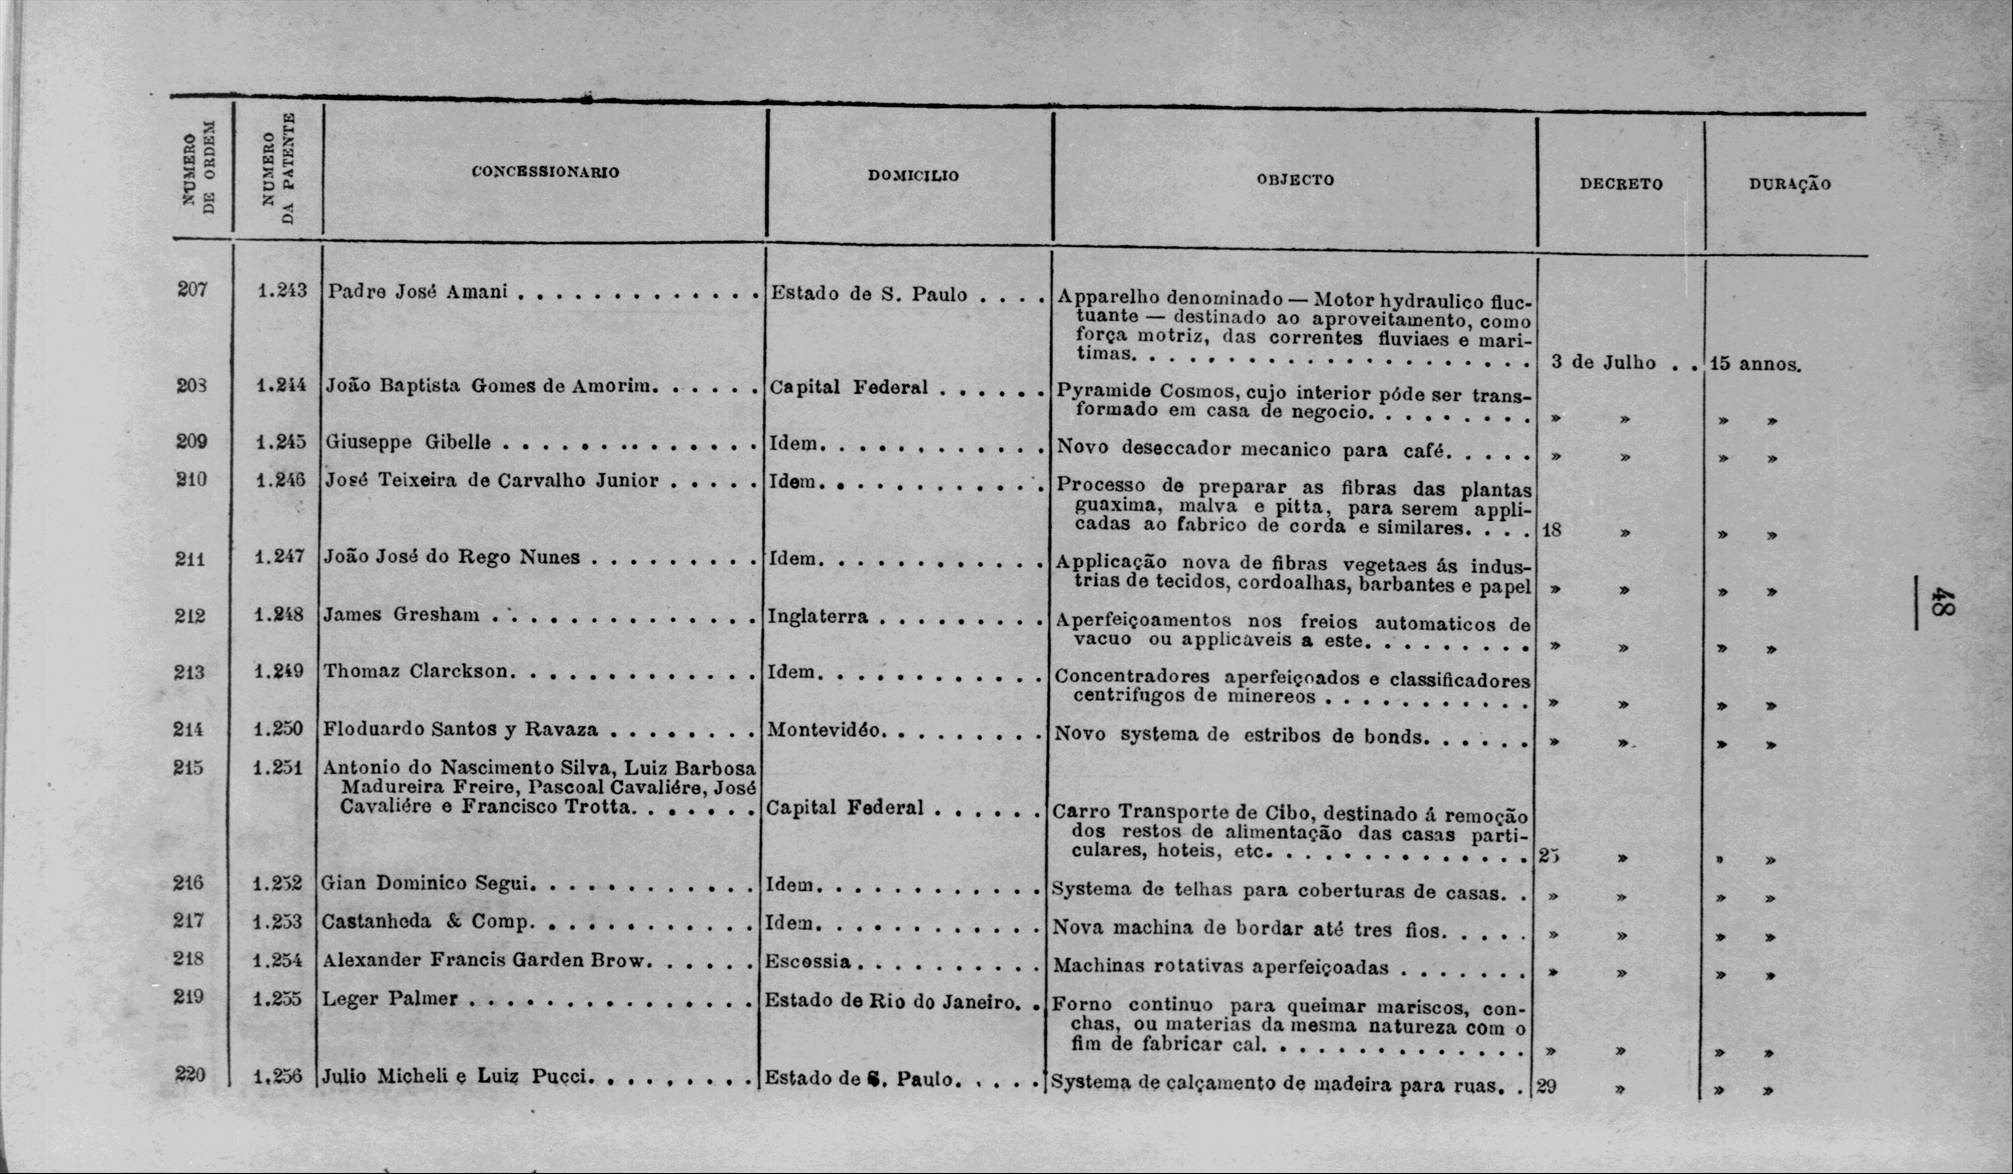 NUMERO DE ORDEM
NUMERO DA PATENTE
CONCESSIONARIO
DOMICILIO
OBJECTO
DECRETO
DURAÇÃO
207 1.243 Padre José Amani . . . . . . . . . . . . . Estado de S. Paulo . . . . Apparelho denominado — Motor hydraulico fluc-
tuante — destinado ao aproveitamento, como
força motriz, das correntes fluviaes e mari-
timas. . . . . . . . . . . . . . . . . . . . . 3 de Julho . . 15 annos.
208 1.244 João Baptista Gomes de Amorim. . . . . . Capital Federal . . . . . . Pyramide Cosmos, cujo interior póde ser trans-
formado em casa de negocio. . . . . . . . . » » » »
209 1.245 Giuseppe Gibelle . . . . . . . . . . . . . . Idem. . . . . . . . . . . . Novo deseccador mecanico para café. . . . . » » » »
210 1.246 José Teixeira de Carvalho Junior . . . . . Idem. . . . . . . . . . . . Processo de preparar as fibras das plantas
guaxima, malva e pitta, para serem appli-
cadas ao fabrico de corda e similares. . . . 18 » » »
211 1.247 João José do Rego Nunes . . . . . . . . . Idem. . . . . . . . . . . . Applicação nova de fibras vegetaes ás indus-
trias de tecidos, cordoalhas, barbantes e papel » » » »
212 1.248 James Gresham . . . . . . . . . . . . . . Inglaterra . . . . . . . . . Aperfeiçoamentos nos freios automaticos de
vacuo ou applicaveis a este. . . . . . . . . » » » »
213 1.249 Thomaz Clarckson. . . . . . . . . . . . . Idem. . . . . . . . . . . . Concentradores aperfeiçoados e classificadores
centrifugos de minereos . . . . . . . . . . . » » » »
214 1.250 Floduardo Santos y Ravaza . . . . . . . . Montevidéo. . . . . . . . . Novo systema de estribos de bonds. . . . . . » » » »
215 1.251 Antonio do Nascimento Silva, Luiz Barbosa
Madureira Freire, Pascoal Cavaliére, José
Cavaliére e Francisco Trotta. . . . . . . Capital Federal . . . . . . Carro Transporte de Cibo, destinado á remoção
dos restos de alimentação das casas parti-
culares, hoteis, etc. . . . . . . . . . . . . . 25 » » »
216 1.252 Gian Dominico Segui. . . . . . . . . . . . Idem. . . . . . . . . . . . Systema de telhas para coberturas de casas. . » » » »
217 1.253 Castanheda & Comp. . . . . . . . . . . . Idem. . . . . . . . . . . . Nova machina de bordar até tres fios. . . . . » » » »
218 1.254 Alexander Francis Garden Brow. . . . . . Escossia. . . . . . . . . . Machinas rotativas aperfeiçoadas . . . . . . . » » » »
219 1.255 Leger Palmer . . . . . . . . . . . . . . . Estado de Rio do Janeiro. . Forno continuo para queimar mariscos, con-
chas, ou materias da mesma natureza com o
fim de fabricar cal. . . . . . . . . . . . . . » » » »
220 1.256 Julio Micheli e Luiz Pucci. . . . . . . . . Estado de S. Paulo. . . . . Systema de calçamento de madeira para ruas. . 29 » » »
48